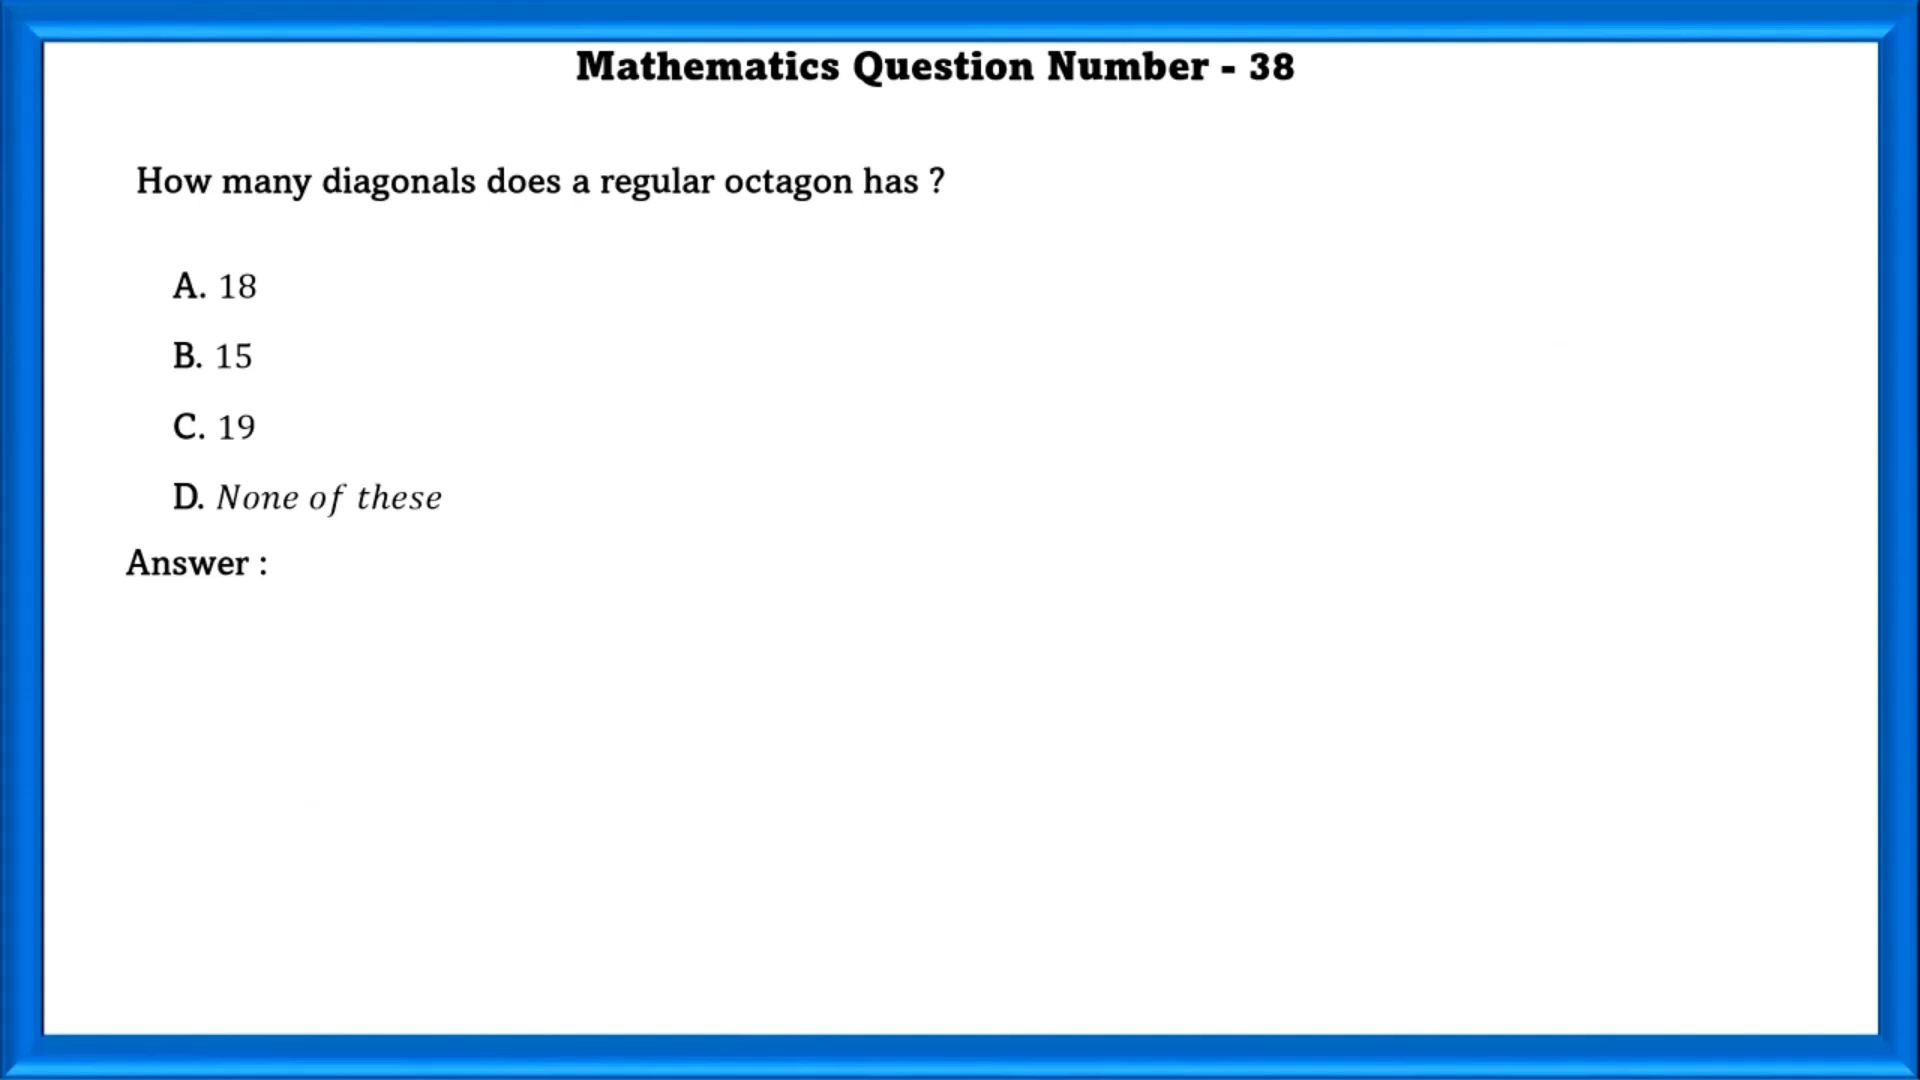 Mathematics Question Number - 38
How many diagonals does a regular octagon has ?
A. 18
B. 15
C. 19
D. None of these
Answer :